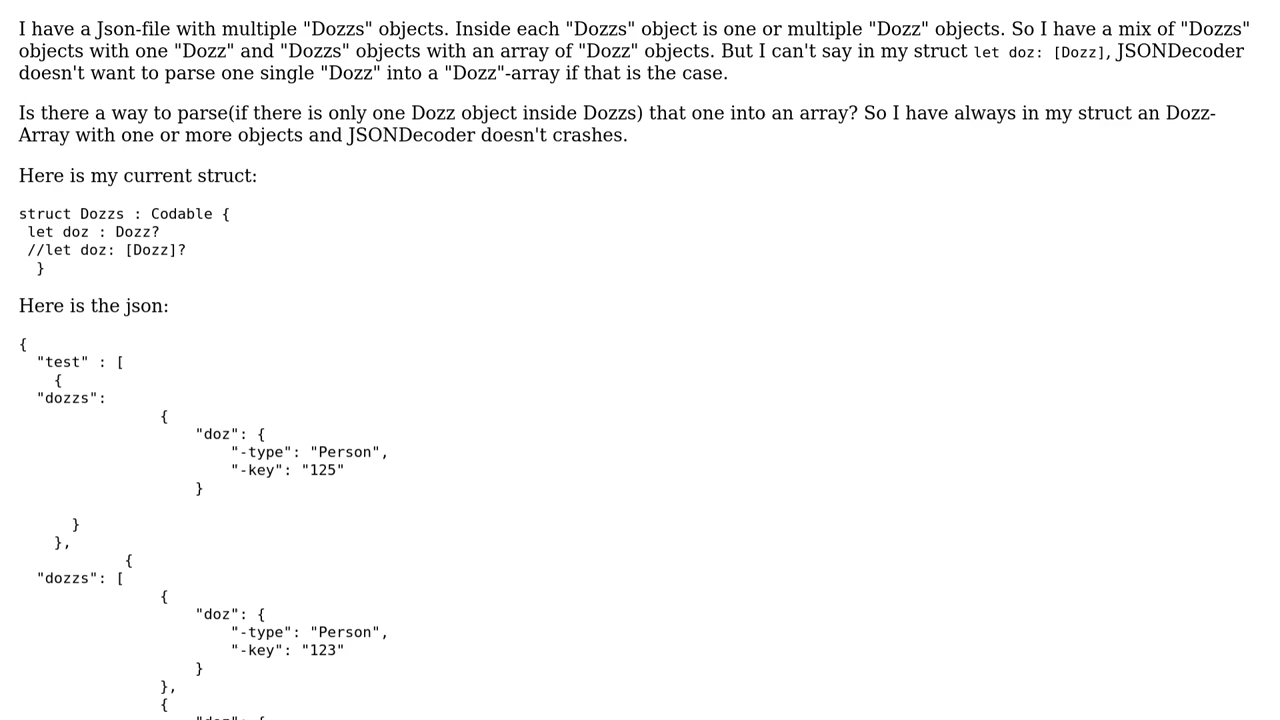 I have a Json-file with multiple "Dozzs" objects. Inside each "Dozzs" object is one or multiple "Dozz" objects. So I have a mix of "Dozzs"
objects with one "Dozz" and "Dozzs" objects with an array of "Dozz" objects. But I can't say in my struct let doz: [Dozz], JSONDecoder
doesn't want to parse one single "Dozz" into a "Dozz"-array if that is the case.
Is there a way to parse(if there is only one Dozz object inside Dozzs) that one into an array? So I have always in my struct an Dozz-
Array with one or more objects and JSONDecoder doesn't crashes.
Here is my current struct:
struct Dozzs : Codable {
let doz : Dozz?
//let doz: [Dozz]?
}
Here is the json:
{
"test" : [
{
"dozzs":
{
"doz": {
"-type": "Person",
"-key": "125"
}
}
},
{
"dozzs": [
{
"doz": {
"-type": "Person",
"-key": "123"
}
},
{
"doz": {